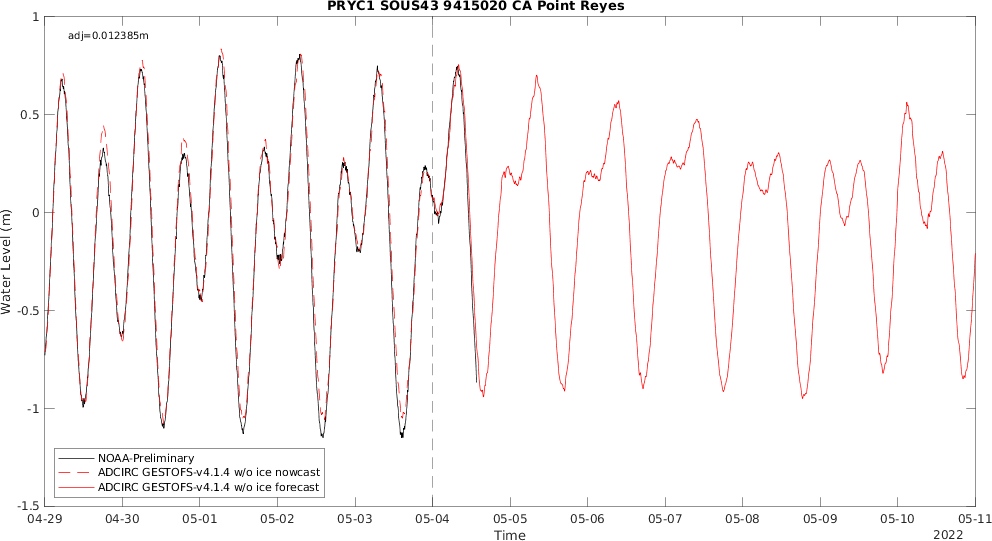 PRYC1 SOUS43 9415020 CA Point Reyes
adj=0.012385m
1
0.5
0
-0.5
-1
-1.5
Water Level (m)
NOAA-Preliminary
ADCIRC GESTOFS-v4.1.4 w/o ice nowcast
ADCIRC GESTOFS-v4.1.4 w/o ice forecast
04-29 04-30 05-01 05-02 05-03 05-04 05-05 05-06 05-07 05-08 05-09 05-10 05-11
Time
2022